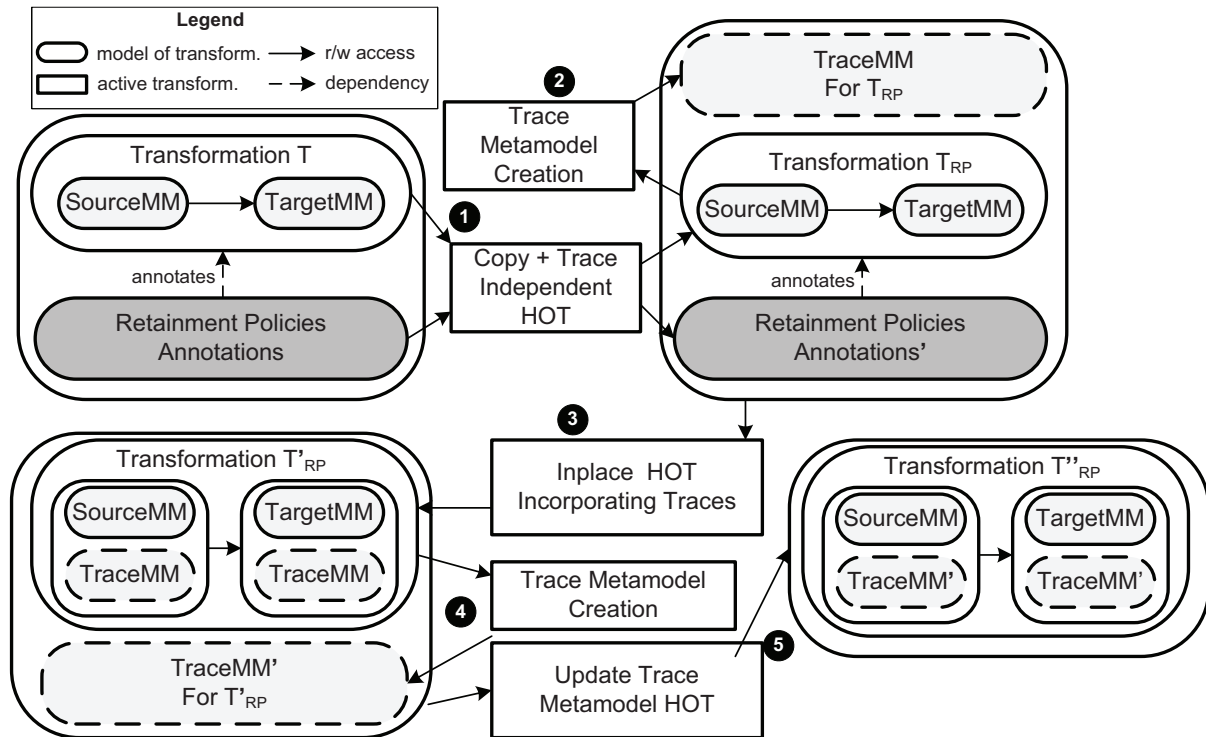 Legend
model of transform.
r/w access
active transform.
dependency
Transformation T
SourceMM
TargetMM
annotates
Retainment Policies
Annotations
1
Copy + Trace
Independent
HOT
2
Trace
Metamodel
Creation
TraceMM
For TRP
Transformation TRP
SourceMM
TargetMM
annotates
Retainment Policies
Annotations'
3
Inplace HOT
Incorporating Traces
Transformation T'RP
SourceMM
TargetMM
TraceMM
TraceMM
4
Trace Metamodel
Creation
TraceMM'
For T'RP
5
Update Trace
Metamodel HOT
Transformation T''RP
SourceMM
TargetMM
TraceMM'
TraceMM'